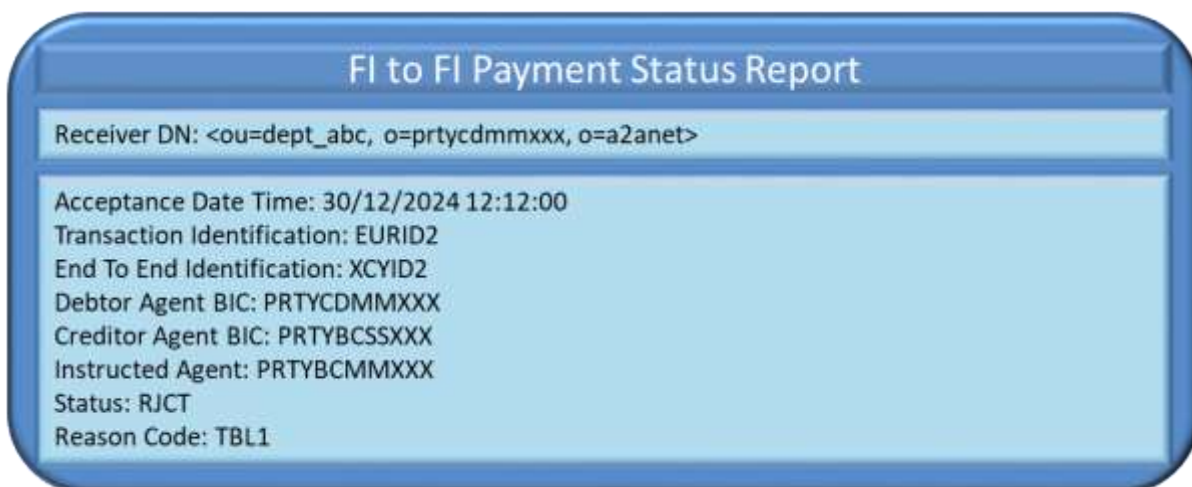 FI to FI Payment Status Report
Receiver DN: <ou=dept_abc, o=prtycdmmxxx, o=a2anet>
Acceptance Date Time: 30/12/2024 12:12:00
Transaction Identification: EURID2
End To End Identification: XCYID2
Debtor Agent BIC: PRTYCDMMXXX
Creditor Agent BIC: PRTYBCSSXXX
Instructed Agent: PRTYBCMMXXX
Status: RJCT
Reason Code: TBL1